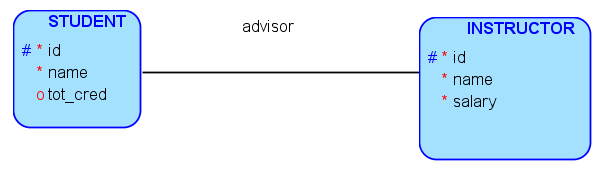 STUDENT
# * id
* name
o tot_cred
advisor
INSTRUCTOR
# * id
* name
* salary